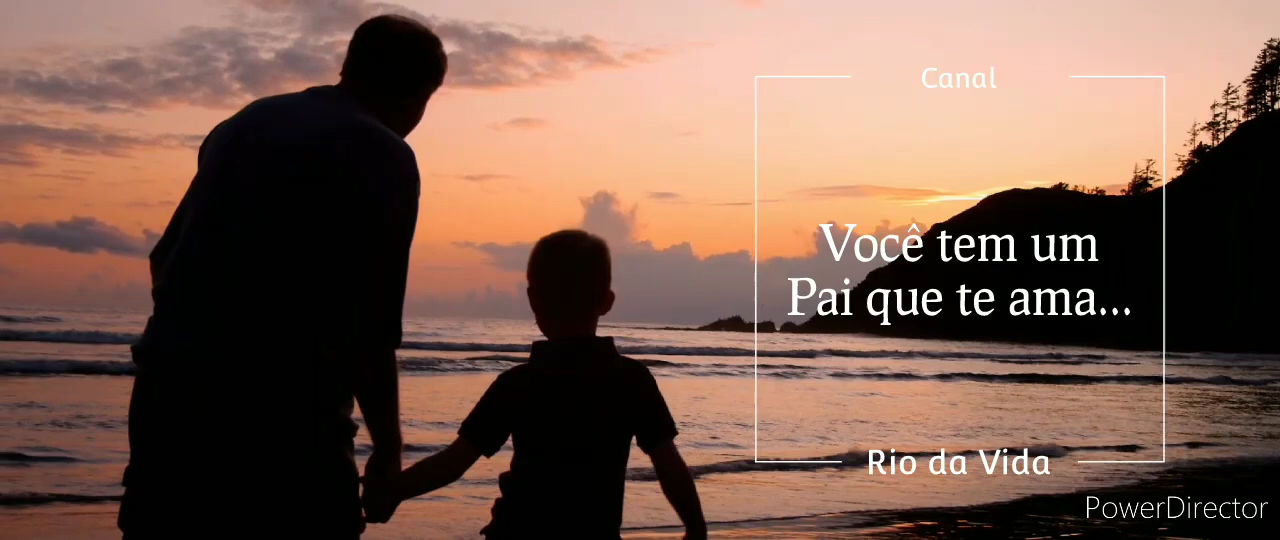 Canal
Você tem um
Pai que te ama...
Rio da Vida
PowerDirector